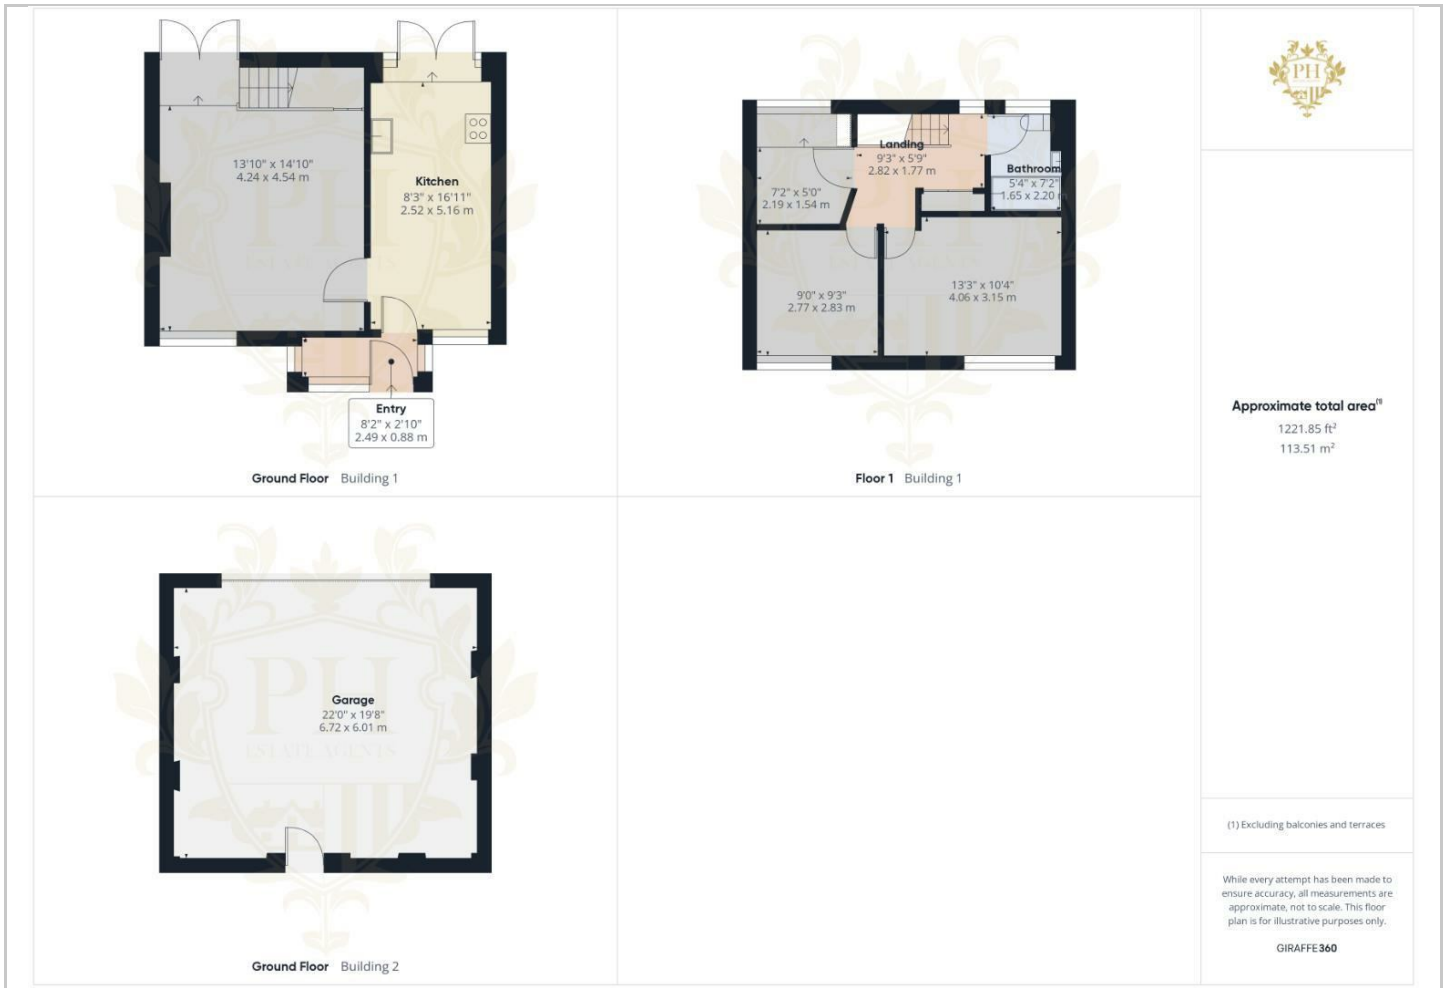 13'10" x 14'10"
4.24 x 4.54 m
Kitchen
8'3" x 16'11"
2.52 x 5.16 m
Entry
8'2" x 2'10"
2.49 x 0.88 m
Ground Floor Building 1
Landing
9'3" x 5'9"
2.82 x 1.77 m
Bathroom
5'4" x 7'2"
1.65 x 2.20
7'2" x 5'0"
2.19 x 1.54 m
9'0" x 9'3"
2.77 x 2.83 m
13'3" x 10'4"
4.06 x 3.15 m
Floor 1 Building 1
PH
ESTATE AGENTS
Garage
22'0" x 19'8"
6.72 x 6.01 m
Ground Floor Building 2
PH
Approximate total area(1)
1221.85 ft²
113.51 m²
(1) Excluding balconies and terraces
While every attempt has been made to
ensure accuracy, all measurements are
approximate, not to scale. This floor
plan is for illustrative purposes only.
GIRAFFE360